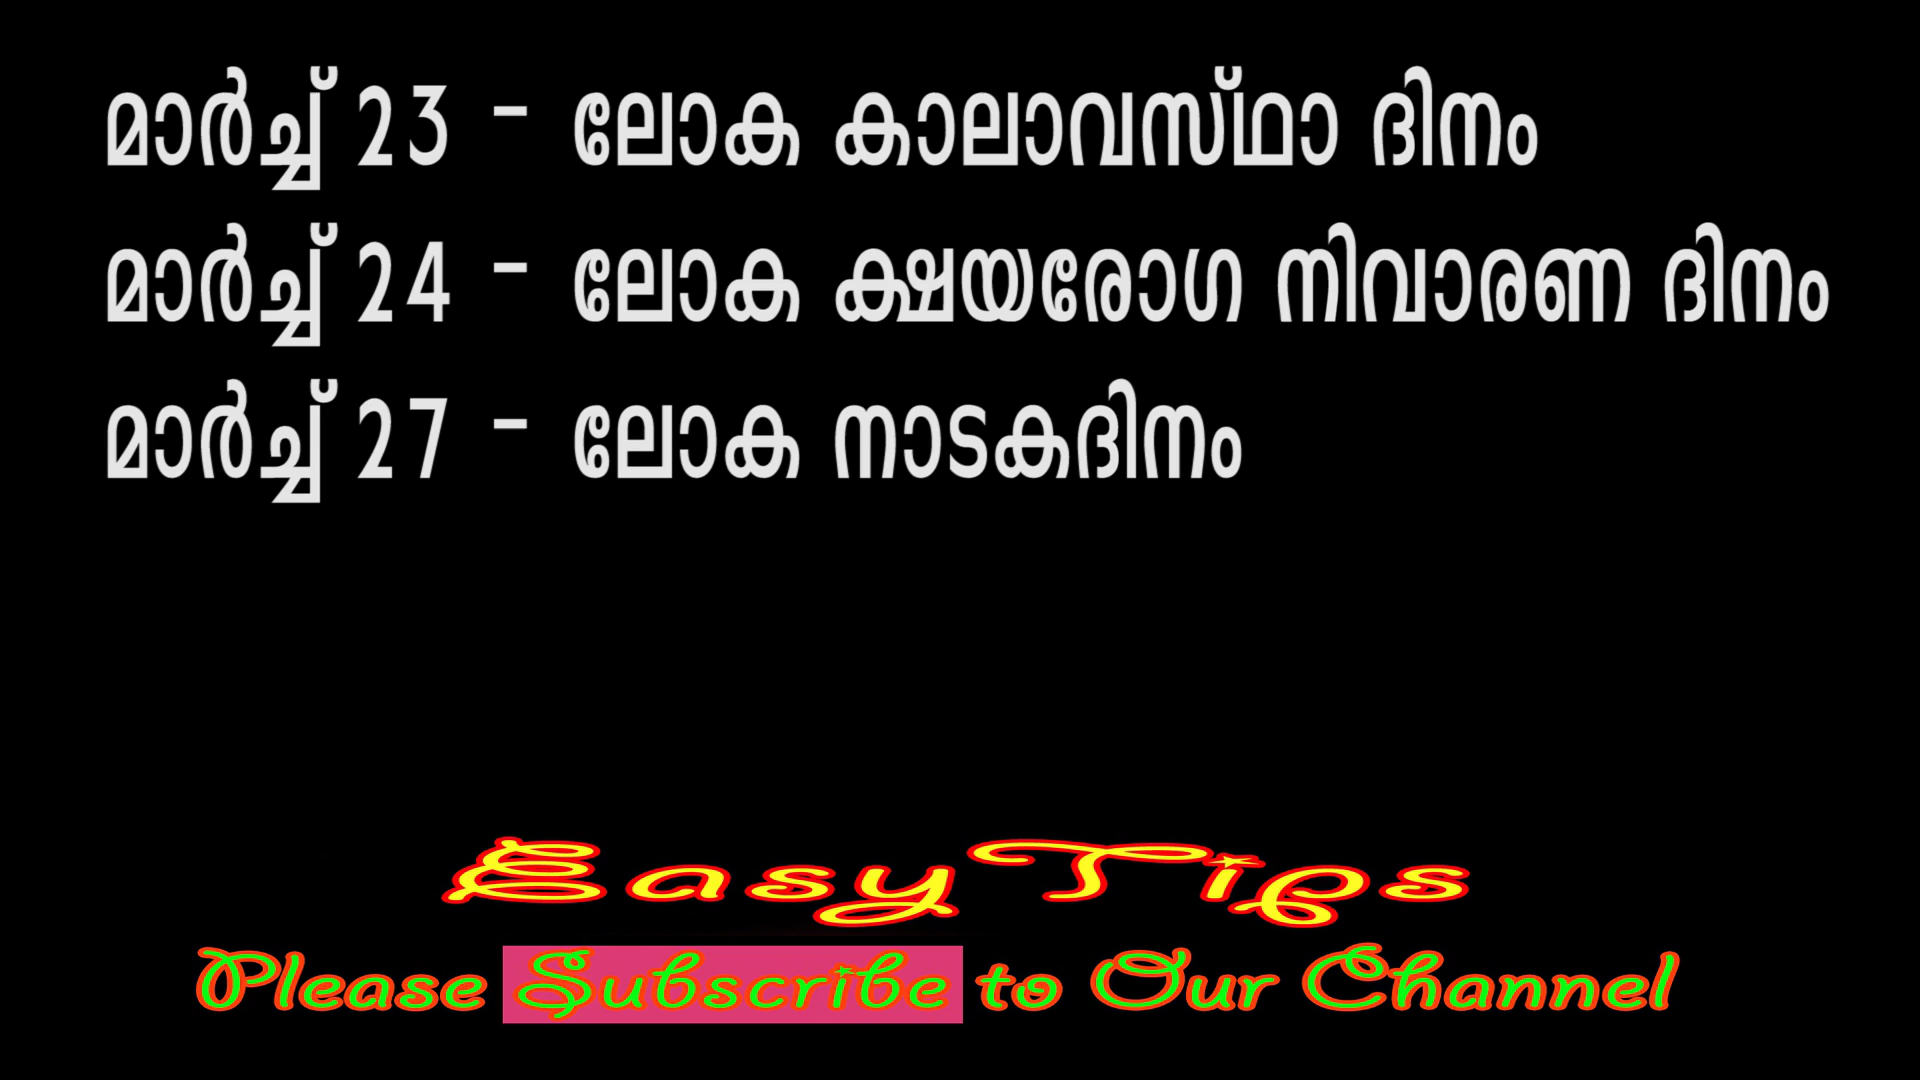 മാർച്ച് 23 - ലോക കാലാവസ്ഥാ ദിനം
മാർച്ച് 24 - ലോക ക്ഷയരോഗ നിവാരണ ദിനം
മാർച്ച് 27 - ലോക നാടകദിനം
Easy Tips
Please Subscribe to Our Channel